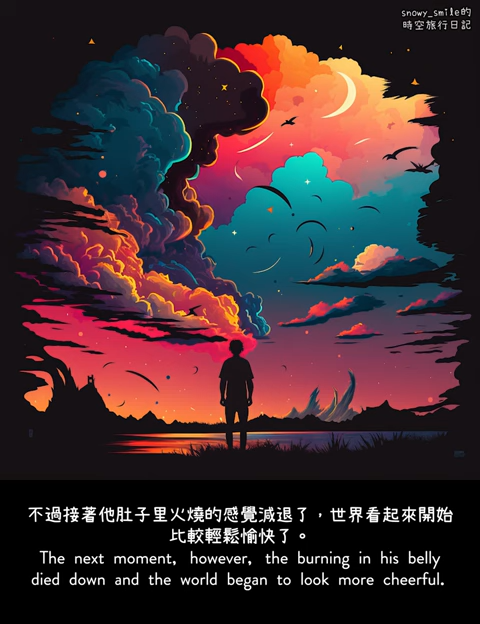 snowy_smile的
時空旅行日記
不過接著他肚子里火燒的感覺減退了，世界看起來開始
比較輕鬆愉快了。
The next moment, however, the burning in his belly
died down and the world began to look more cheerful.